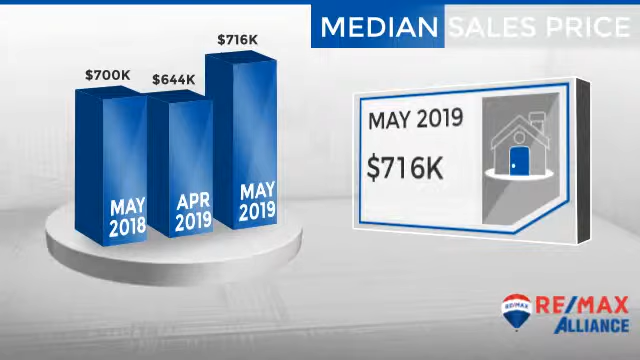 MEDIAN SALES PRICE
$700K
$644K
$716K
MAY
2018
APR
2019
MAY
2019
MAY 2019
$716K
RE/MAX
RE/MAX
ALLIANCE